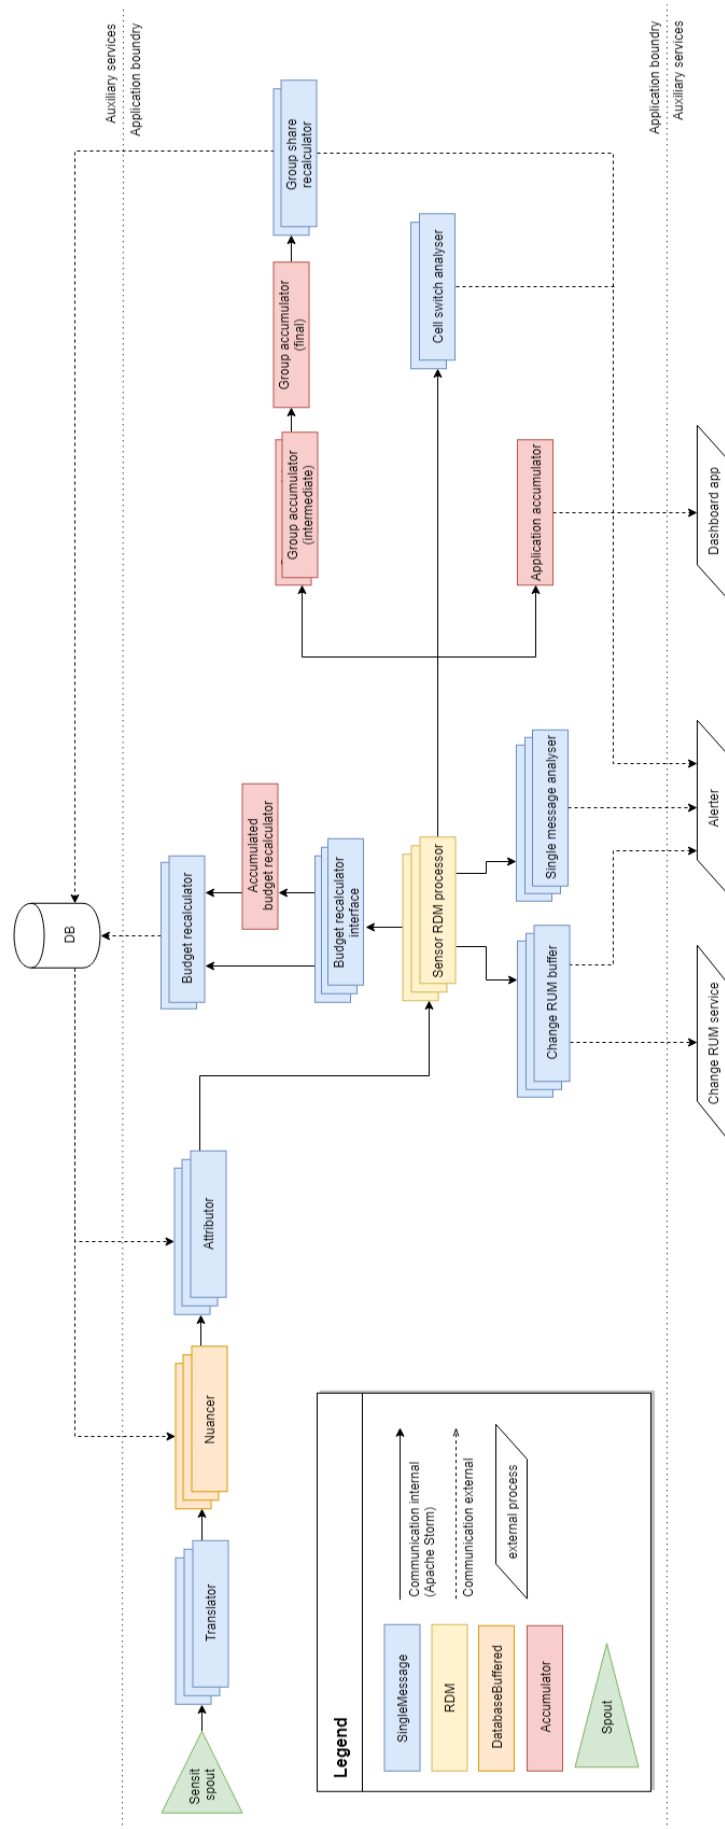 Auxiliary services
Application boundry
DB
Sensit
spout
Translator
Nuancer
Attributor
Budget recalculator
Accumulated
budget recalculator
Budget recalculator
interface
Sensor RDM processor
Change RUM buffer
Single message analyser
Group accumulator
(intermediate)
Group accumulator
(final)
Group share
recalculator
Cell switch analyser
Application accumulator
Application boundry
Auxiliary services
Change RUM service
Alerter
Dashboard app
Legend
SingleMessage
RDM
DatabaseBuffered
Accumulator
Spout
Communication internal
(Apache Storm)
Communication external
external process